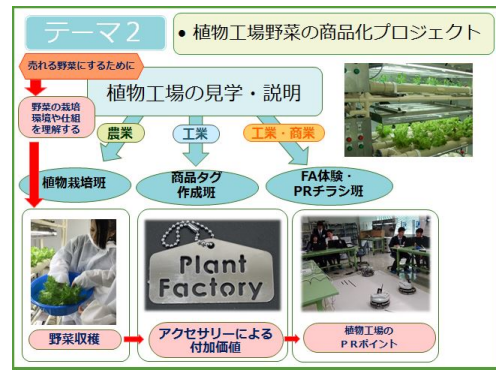 テーマ2
• 植物工場野菜の商品化プロジェクト
売れる野菜にするために
野菜の栽培
環境や仕組
を理解する
植物工場の見学・説明
農業
工業
工業・商業
植物栽培班
商品タグ
作成班
FA体験・
PRチラシ班
Plant
Factory
野菜収穫
アクセサリーによる
付加価値
植物工場の
PRポイント